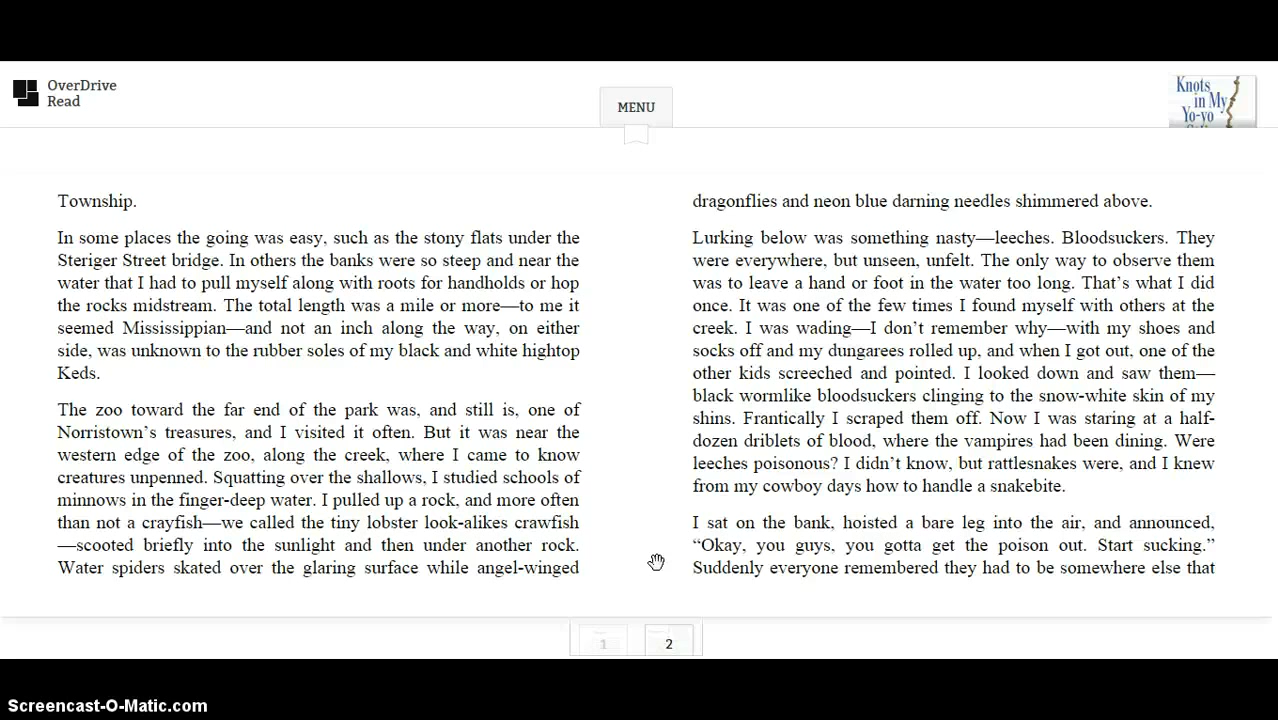 OverDrive
Read
MENU
Knots
in My
Yo-yo
Township.
In some places the going was easy, such as the stony flats under the
Steriger Street bridge. In others the banks were so steep and near the
water that I had to pull myself along with roots for handholds or hop
the rocks midstream. The total length was a mile or more—to me it
seemed Mississippian—and not an inch along the way, on either
side, was unknown to the rubber soles of my black and white hightop
Keds.
The zoo toward the far end of the park was, and still is, one of
Norristown’s treasures, and I visited it often. But it was near the
western edge of the zoo, along the creek, where I came to know
creatures unpenned. Squatting over the shallows, I studied schools of
minnows in the finger-deep water. I pulled up a rock, and more often
than not a crayfish—we called the tiny lobster look-alikes crawfish
—scooted briefly into the sunlight and then under another rock.
Water spiders skated over the glaring surface while angel-winged
dragonflies and neon blue darning needles shimmered above.
Lurking below was something nasty—leeches. Bloodsuckers. They
were everywhere, but unseen, unfelt. The only way to observe them
was to leave a hand or foot in the water too long. That’s what I did
once. It was one of the few times I found myself with others at the
creek. I was wading—I don’t remember why—with my shoes and
socks off and my dungarees rolled up, and when I got out, one of the
other kids screeched and pointed. I looked down and saw them—
black wormlike bloodsuckers clinging to the snow-white skin of my
shins. Frantically I scraped them off. Now I was staring at a half-
dozen driblets of blood, where the vampires had been dining. Were
leeches poisonous? I didn’t know, but rattlesnakes were, and I knew
from my cowboy days how to handle a snakebite.
I sat on the bank, hoisted a bare leg into the air, and announced,
“Okay, you guys, you gotta get the poison out. Start sucking.”
Suddenly everyone remembered they had to be somewhere else that
1
2
Screencast-O-Matic.com